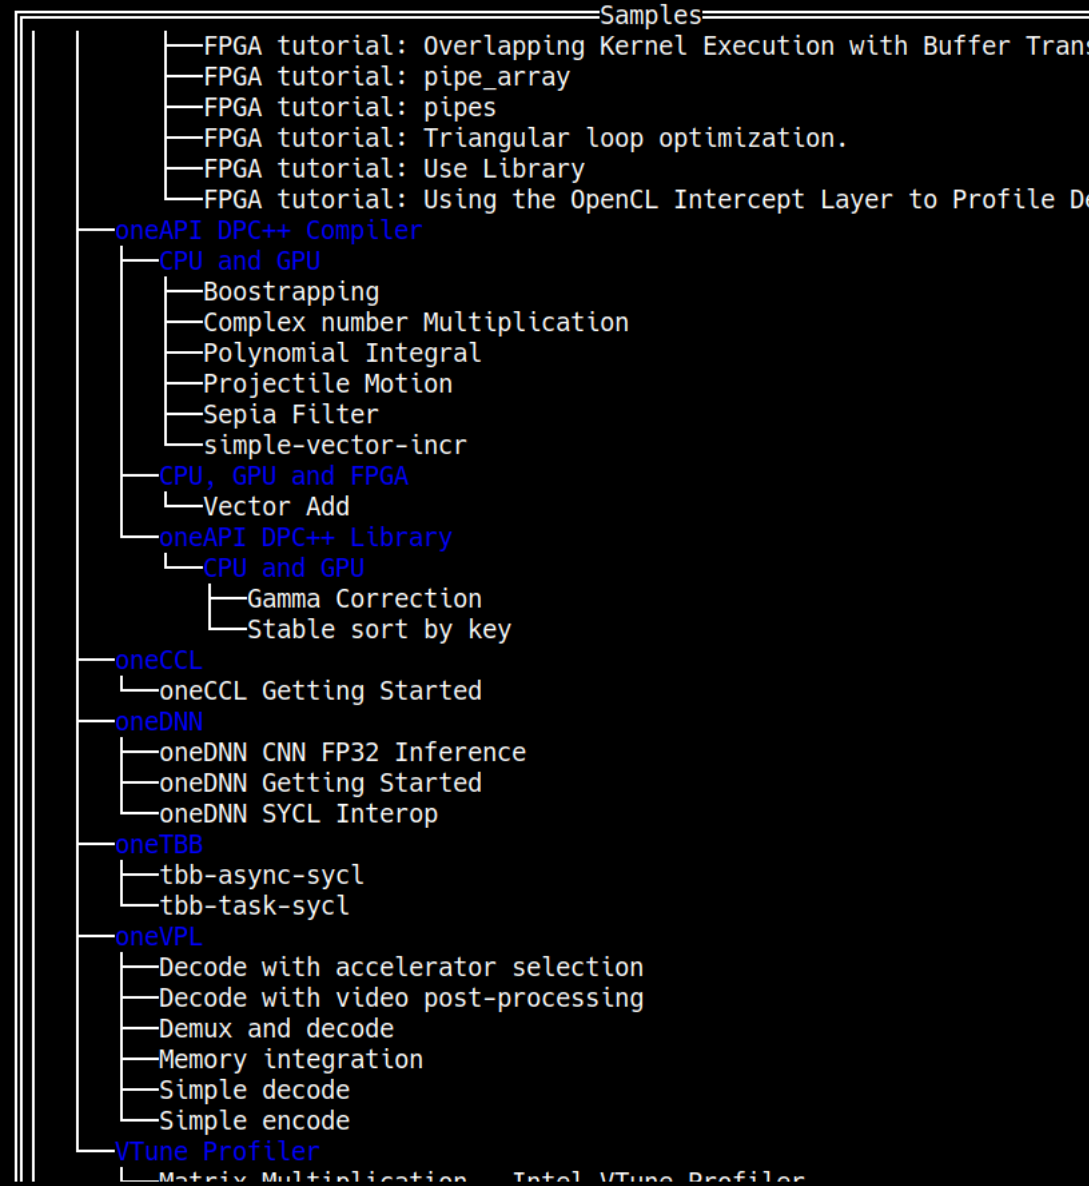 Samples
FPGA tutorial: Overlapping Kernel Execution with Buffer
FPGA tutorial: pipe_array
FPGA tutorial: pipes
FPGA tutorial: Triangular loop optimization.
FPGA tutorial: Use Library
FPGA tutorial: Using the OpenCL Intercept Layer to Profile
oneAPI DPC++ Compiler
CPU and GPU
Boostrapping
Complex number Multiplication
Polynomial Integral
Projectile Motion
Sepia Filter
simple-vector-incr
CPU, GPU and FPGA
Vector Add
oneAPI DPC++ Library
CPU and GPU
Gamma Correction
Stable sort by key
oneCCL
oneCCL Getting Started
oneDNN
oneDNN CNN FP32 Inference
oneDNN Getting Started
oneDNN SYCL Interop
oneTBB
tbb-async-sycl
tbb-task-sycl
oneVPL
Decode with accelerator selection
Decode with video post-processing
Demux and decode
Memory integration
Simple decode
Simple encode
VTune Profiler
Matrix Multiplication Intel VTune Profiler